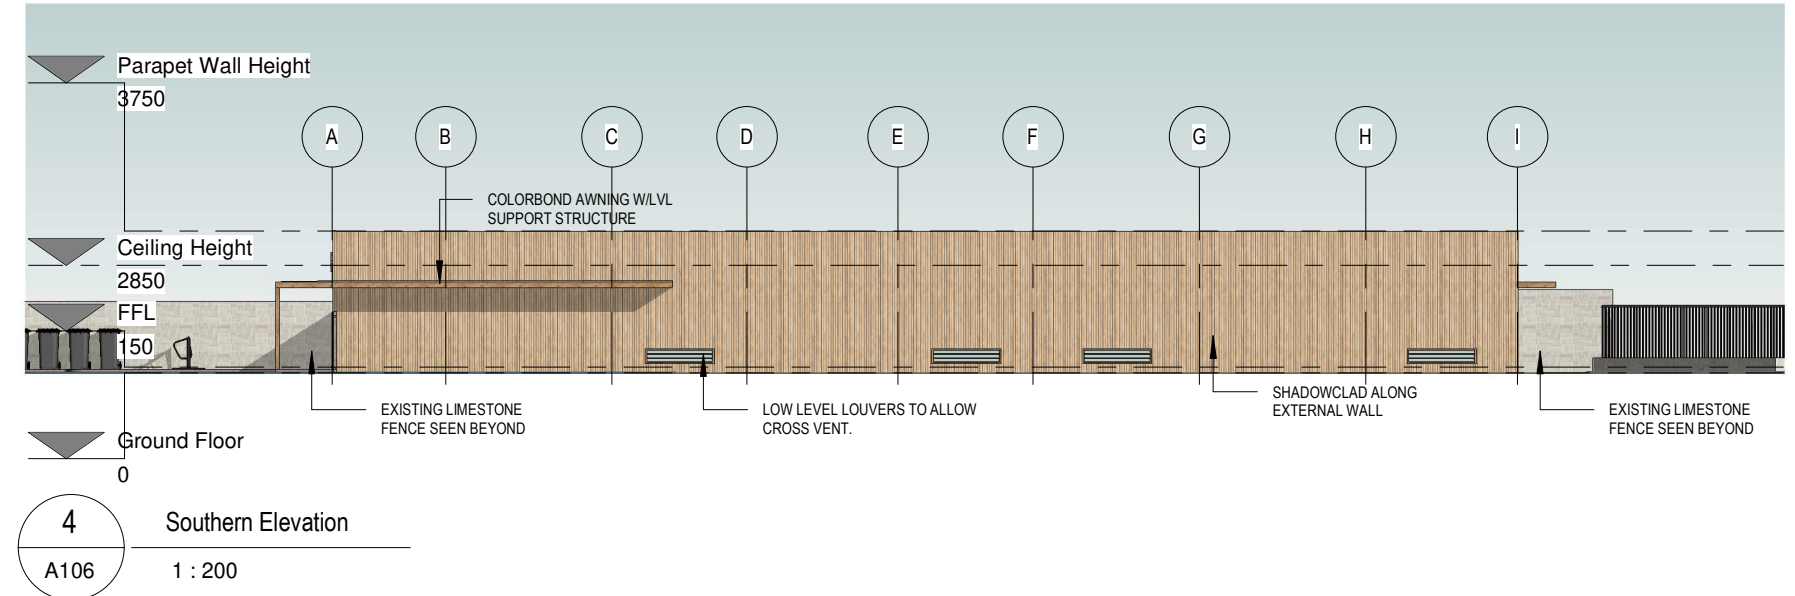 Parapet Wall Height
3750
A
B
C
D
E
F
G
H
I
COLORBOND AWNING W/LVL
SUPPORT STRUCTURE
Ceiling Height
2850
FFL
150
EXISTING LIMESTONE
FENCE SEEN BEYOND
LOW LEVEL LOUVERS TO ALLOW
CROSS VENT.
SHADOWCLAD ALONG
EXTERNAL WALL
EXISTING LIMESTONE
FENCE SEEN BEYOND
Ground Floor
0
4
Southern Elevation
A106
1 : 200